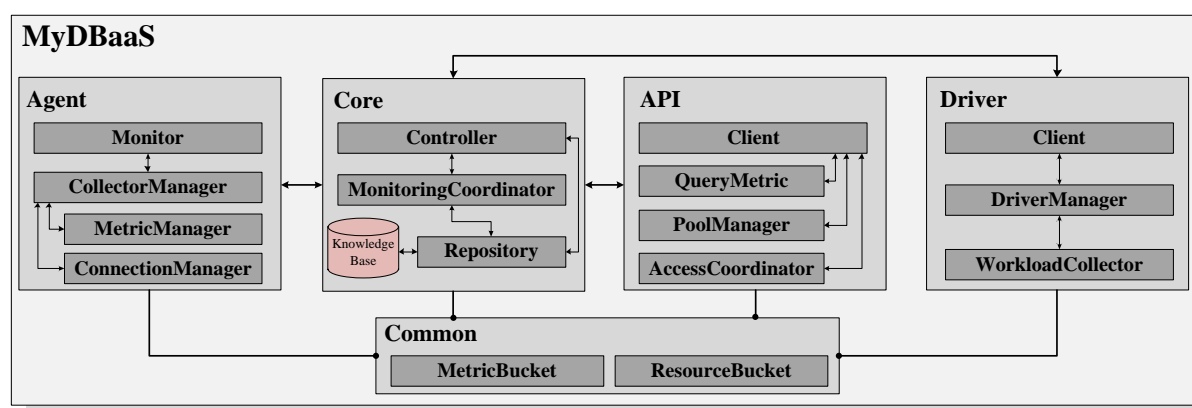 MyDBaaS
Agent
Monitor
CollectorManager
MetricManager
ConnectionManager
Core
Controller
MonitoringCoordinator
Knowledge
Base
Repository
API
Client
QueryMetric
PoolManager
AccessCoordinator
Driver
Client
DriverManager
WorkloadCollector
Common
MetricBucket
ResourceBucket